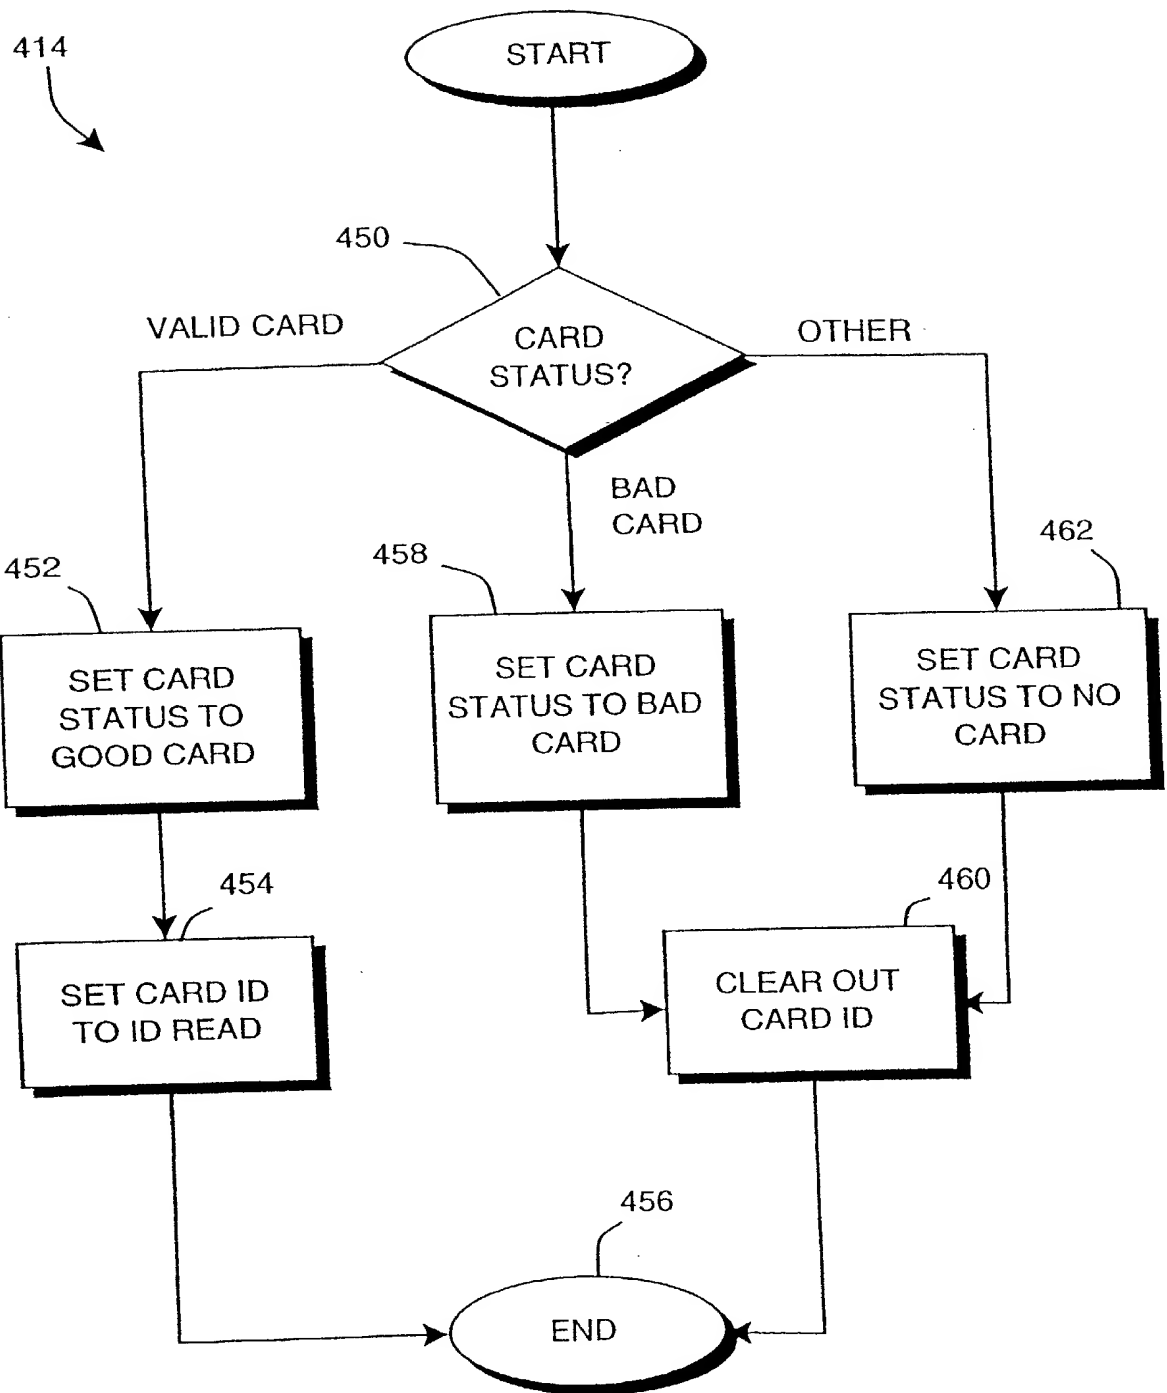 414
START
450
VALID CARD
CARD
STATUS?
OTHER
BAD
CARD
452
458
462
SET CARD
STATUS TO
GOOD CARD
SET CARD
STATUS TO BAD
CARD
SET CARD
STATUS TO NO
CARD
454
460
SET CARD ID
TO ID READ
CLEAR OUT
CARD ID
456
END